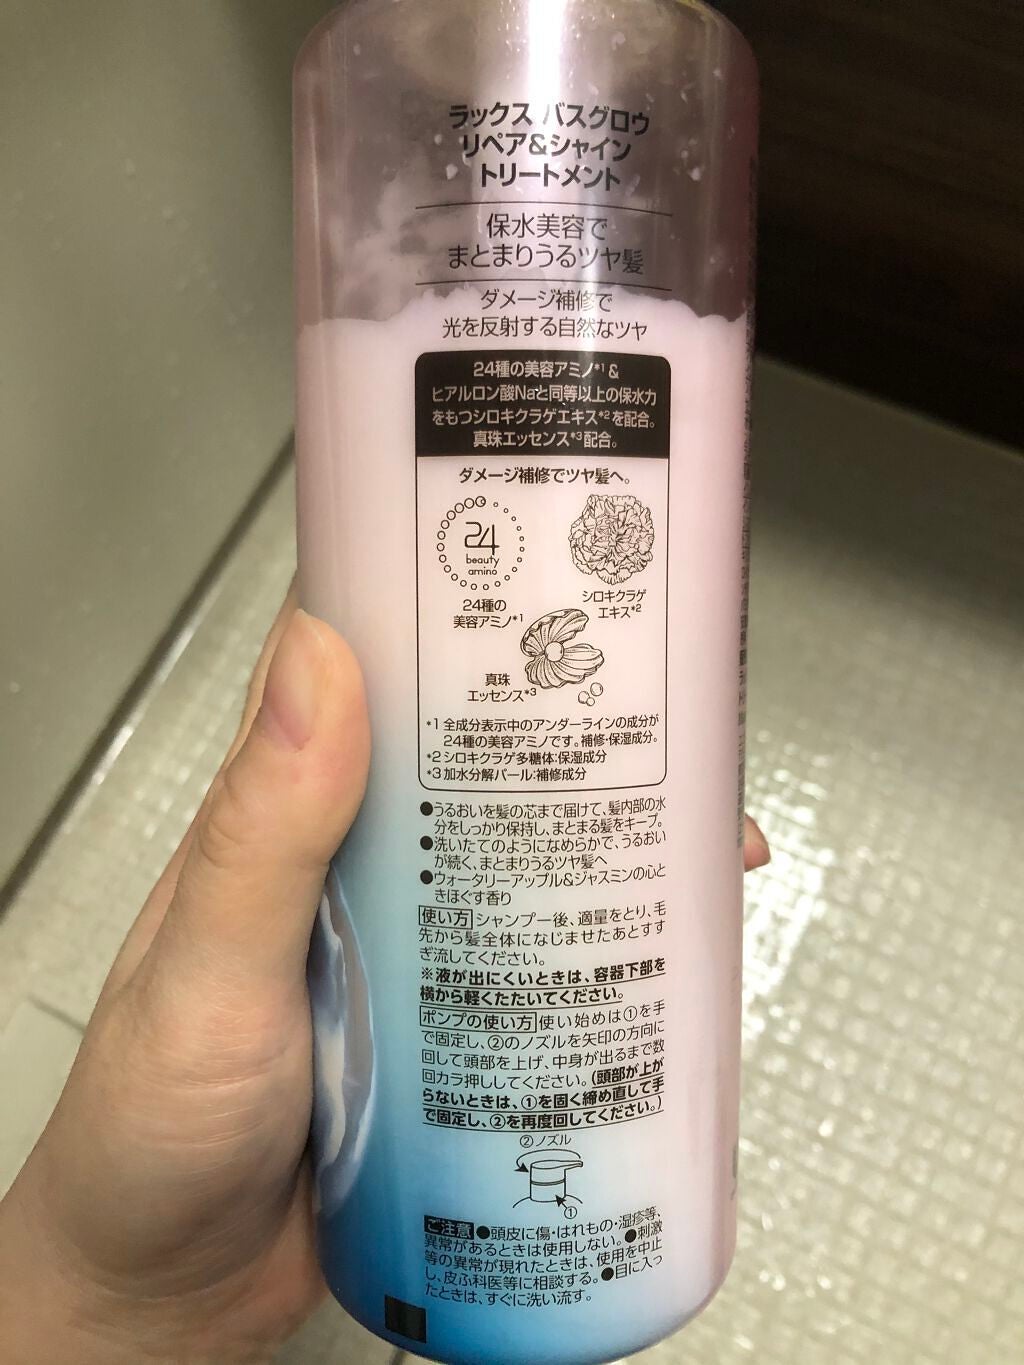 ラックス バスグロウ
リペア&シャイン
トリートメント
保水美容で
まとまりうるツヤ髪
ダメージ補修で
光を反射する自然なツヤ
24種の美容アミノ*1&
ヒアルロン酸Naと同等以上の保水力
をもつシロキクラゲエキス*2を配合。
真珠エッセンス*3配合。
ダメージ補修でツヤ髪へ。
24
beauty
amino
24種の
美容アミノ*1
シロキクラゲ
エキス*2
真珠
エッセンス*3
*1 全成分表示中のアンダーラインの成分が
24種の美容アミノです。補修・保湿成分。
*2 シロキクラゲ多糖体:保湿成分
*3 加水分解パール:補修成分
●うるおいを髪の芯まで届けて、髪内部の水
分をしっかり保持し、まとまる髪をキープ。
●洗いたてのようになめらかで、うるおい
が続く、まとまりうるツヤ髪へ
●ウォータリーアップル&ジャスミンの心と
きほぐす香り
使い方 シャンプー後、適量をとり、毛
先から髪全体になじませたあとすす
ぎ流してください。
※液が出にくいときは、容器下部を
横から軽くたたいてください。
ポンプの使い方 使い始めは①を手
で固定し、②のノズルを矢印の方向に
回して頭部を上げ、中身が出るまで数
回カラ押ししてください。(頭部が上が
らないときは、①を固く締め直して手
で固定し、②を再度回してください。)
②ノズル
①
ご注意 ●頭皮に傷・はれもの・湿疹等、
異常があるときは使用しない。●刺激
等の異常が現れたときは、使用を中止
し、皮ふ科医等に相談する。●目に入っ
たときは、すぐに洗い流す。